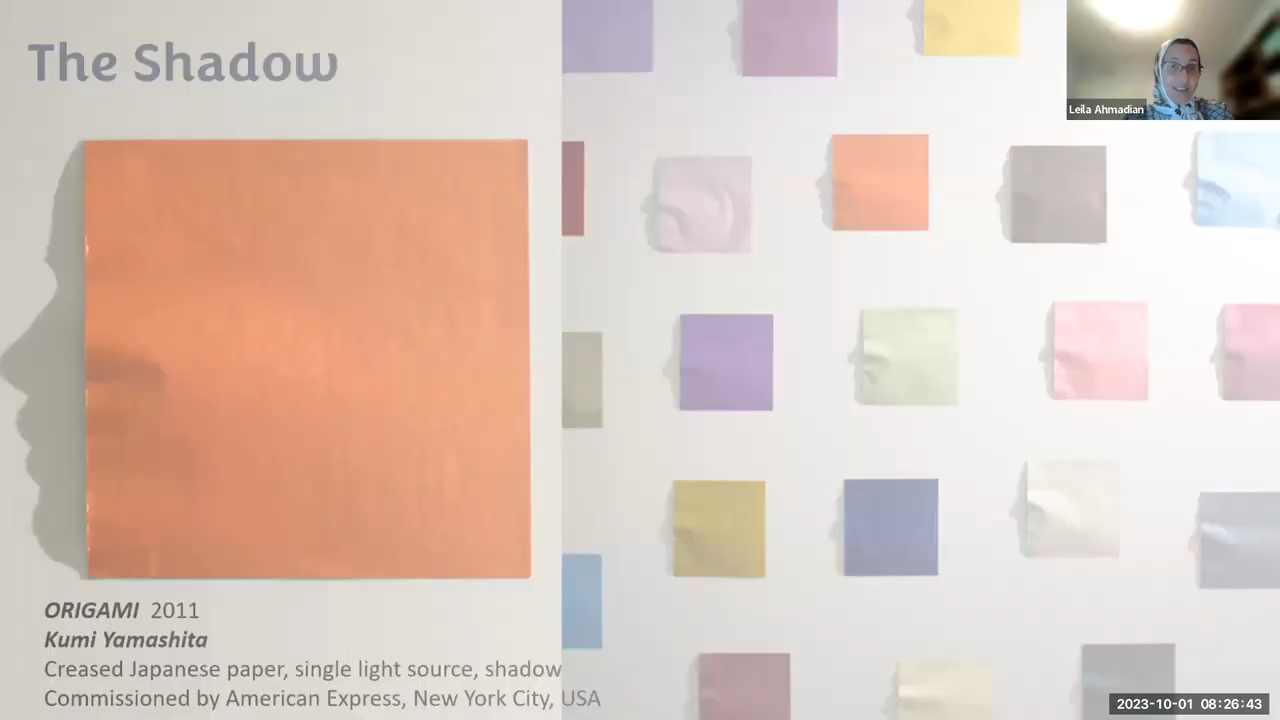 The Shadow
Leila Ahmadian
ORIGAMI 2011
Kumi Yamashita
Creased Japanese paper, single light source, shadow
Commissioned by American Express, New York City, USA
2023-10-01 08:26:43